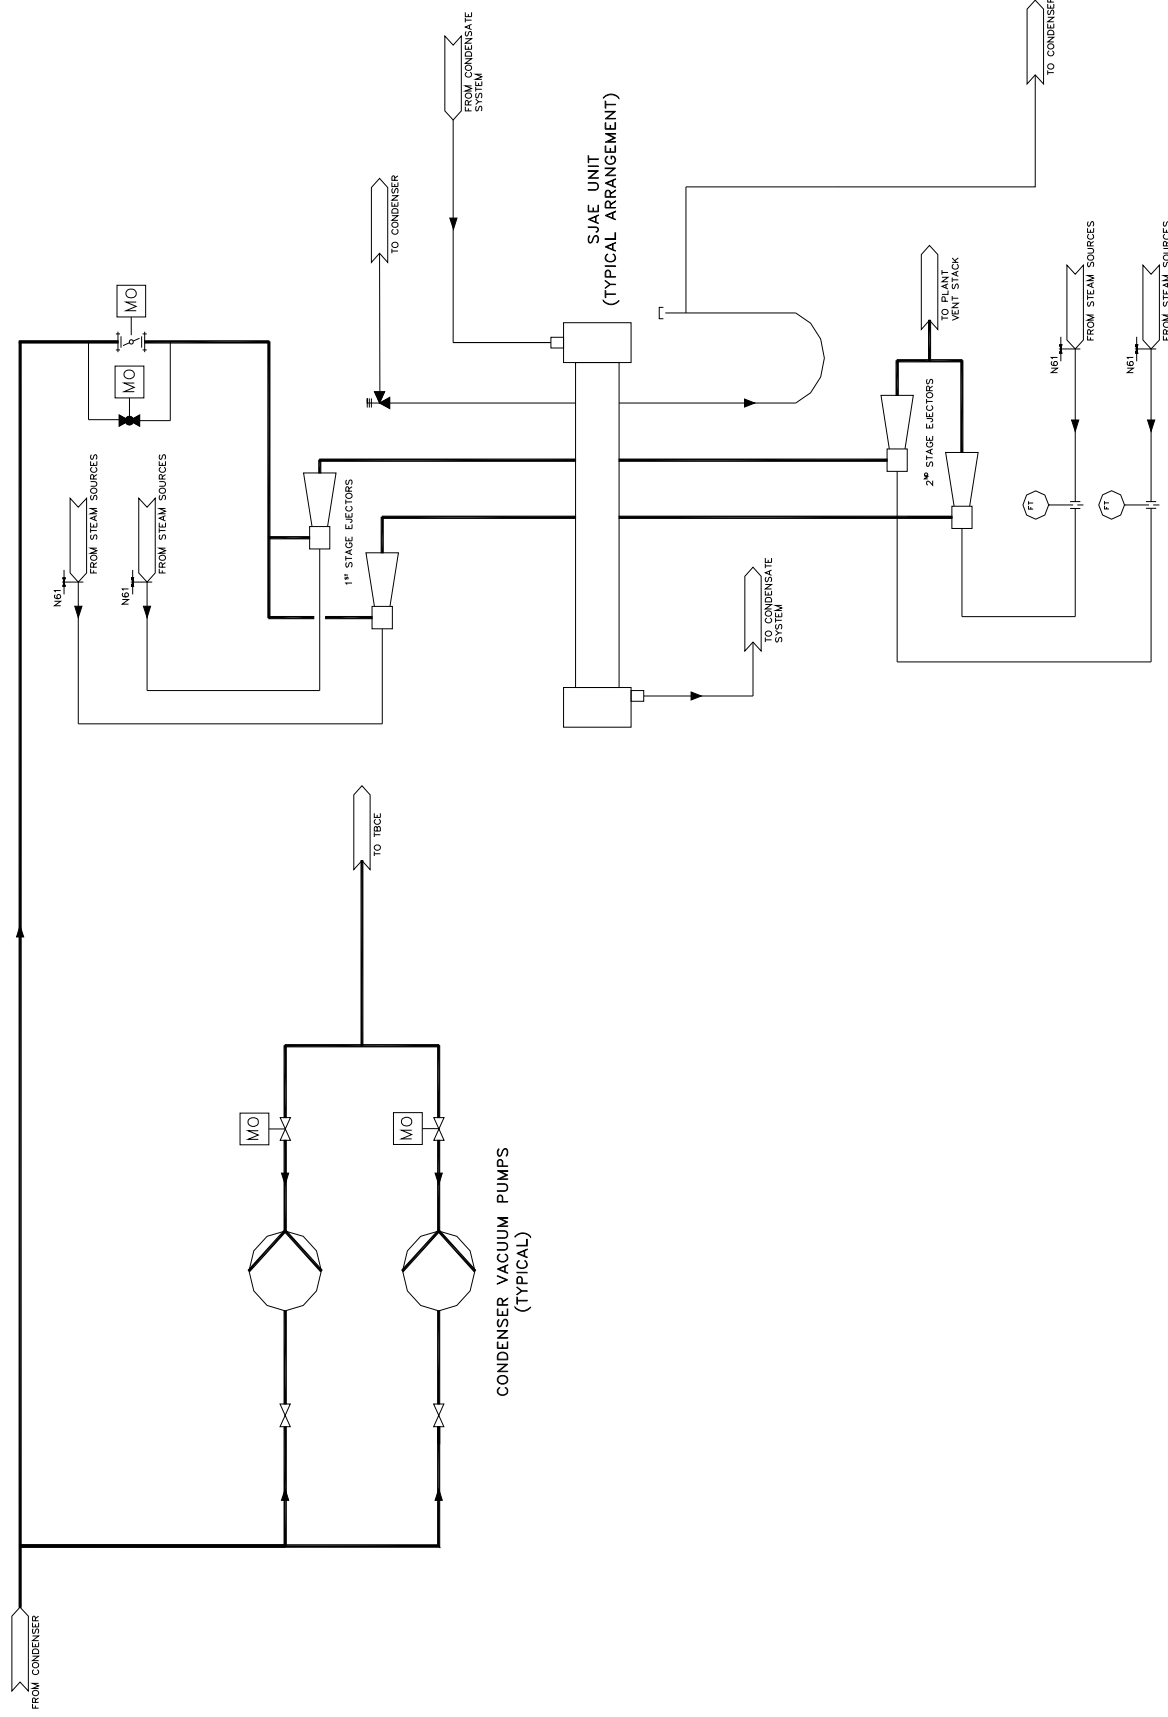 FROM CONDENSER
CONDENSER VACUUM PUMPS
(TYPICAL)
MO
MO
TO TBCE
N61
FROM STEAM SOURCES
N61
FROM STEAM SOURCES
MO
MO
1ST STAGE EJECTORS
TO CONDENSER
FROM CONDENSATE
SYSTEM
SJAE UNIT
(TYPICAL ARRANGEMENT)
TO CONDENSATE
SYSTEM
2ND STAGE EJECTORS
TO PLANT
VENT STACK
TO CONDENSER
N61
FROM STEAM SOURCES
N61
FROM STEAM SOURCES
FT
FT